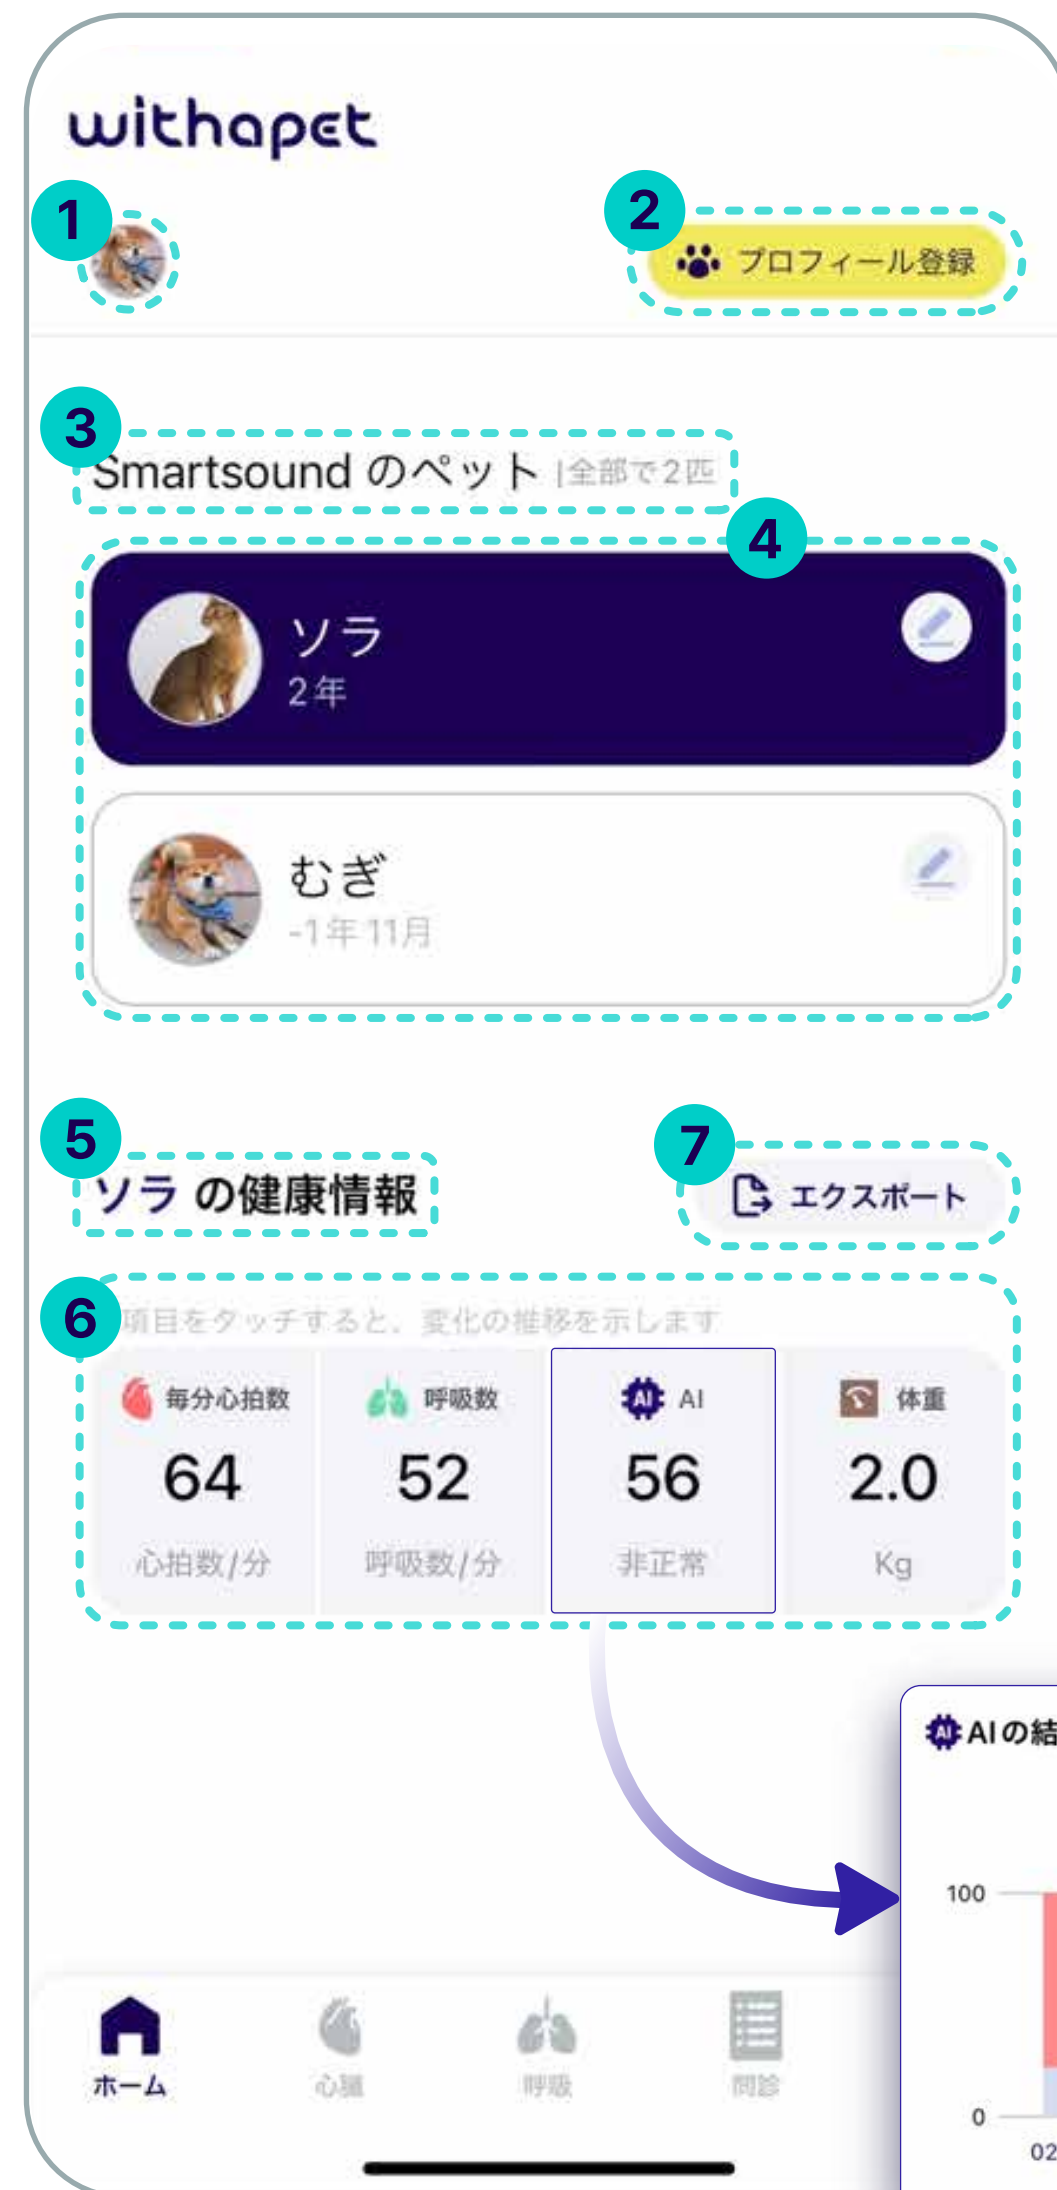 withapet
1
2
プロフィール登録
3
Smartsound のペット |全部で2匹
4
ソラ
2年
むぎ
-1年 11月
5
ソラ の健康情報
7
エクスポート
6
項目をタッチすると、変化の推移を示します
毎分心拍数
呼吸数
AI AI
体重
64
52
56
2.0
心拍数/分
呼吸数/分
非正常
Kg
AI AIの結
100
0
02
ホーム
心臓
呼吸
問診